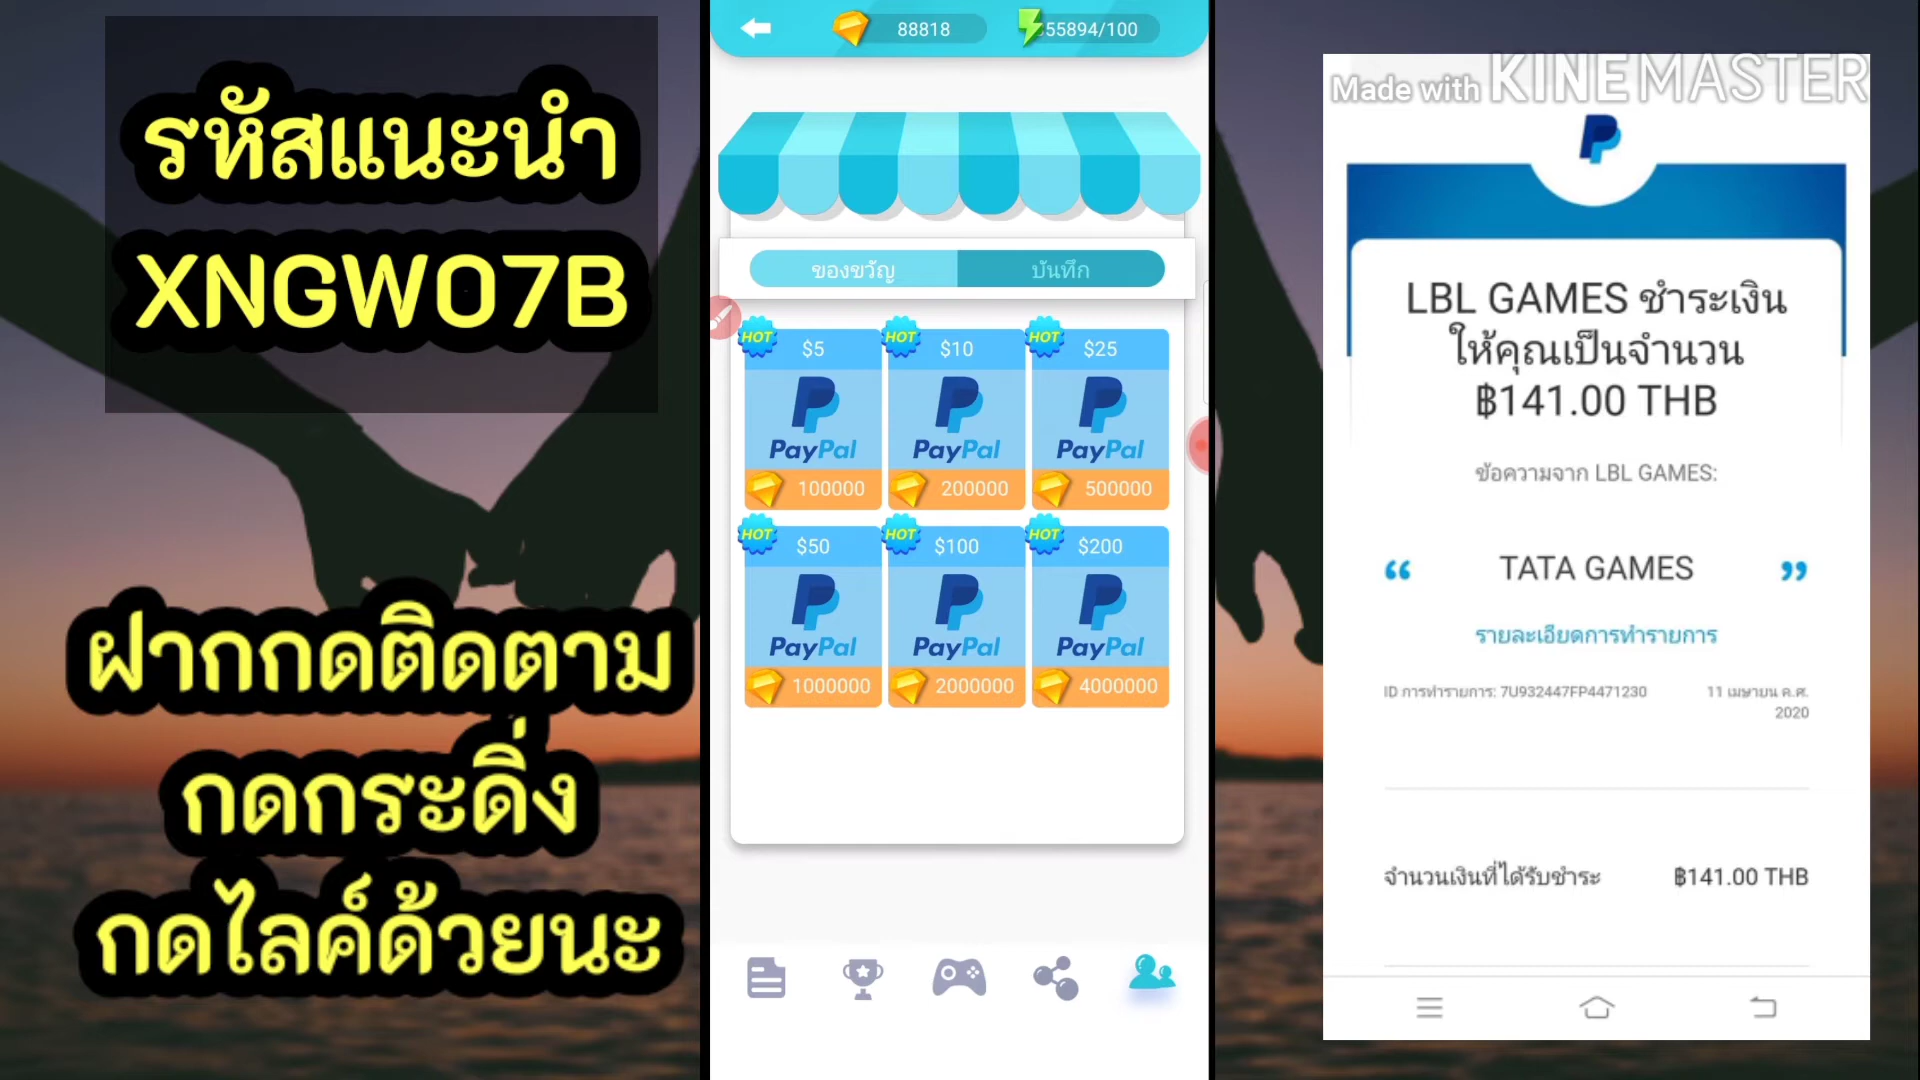 รหัสแนะนำ
XNGW07B
ฝากกดติดตาม
กดกระดิ่ง
กดไลค์ด้วยนะ
88818
55894/100
ของขวัญ
บันทึก
HOT $5
HOT $10
HOT $25
PayPal
PayPal
PayPal
100000
200000
500000
HOT $50
HOT $100
HOT $200
PayPal
PayPal
PayPal
1000000
2000000
4000000
Made with KINEMASTER
LBL GAMES ชำระเงิน
ให้คุณเป็นจำนวน
฿141.00 THB
ข้อความจาก LBL GAMES:
“ TATA GAMES ”
รายละเอียดการทำรายการ
ID การทำรายการ: 7U932447FP4471230
11 เมษายน ค.ศ.
2020
จำนวนเงินที่ได้รับชำระ
฿141.00 THB